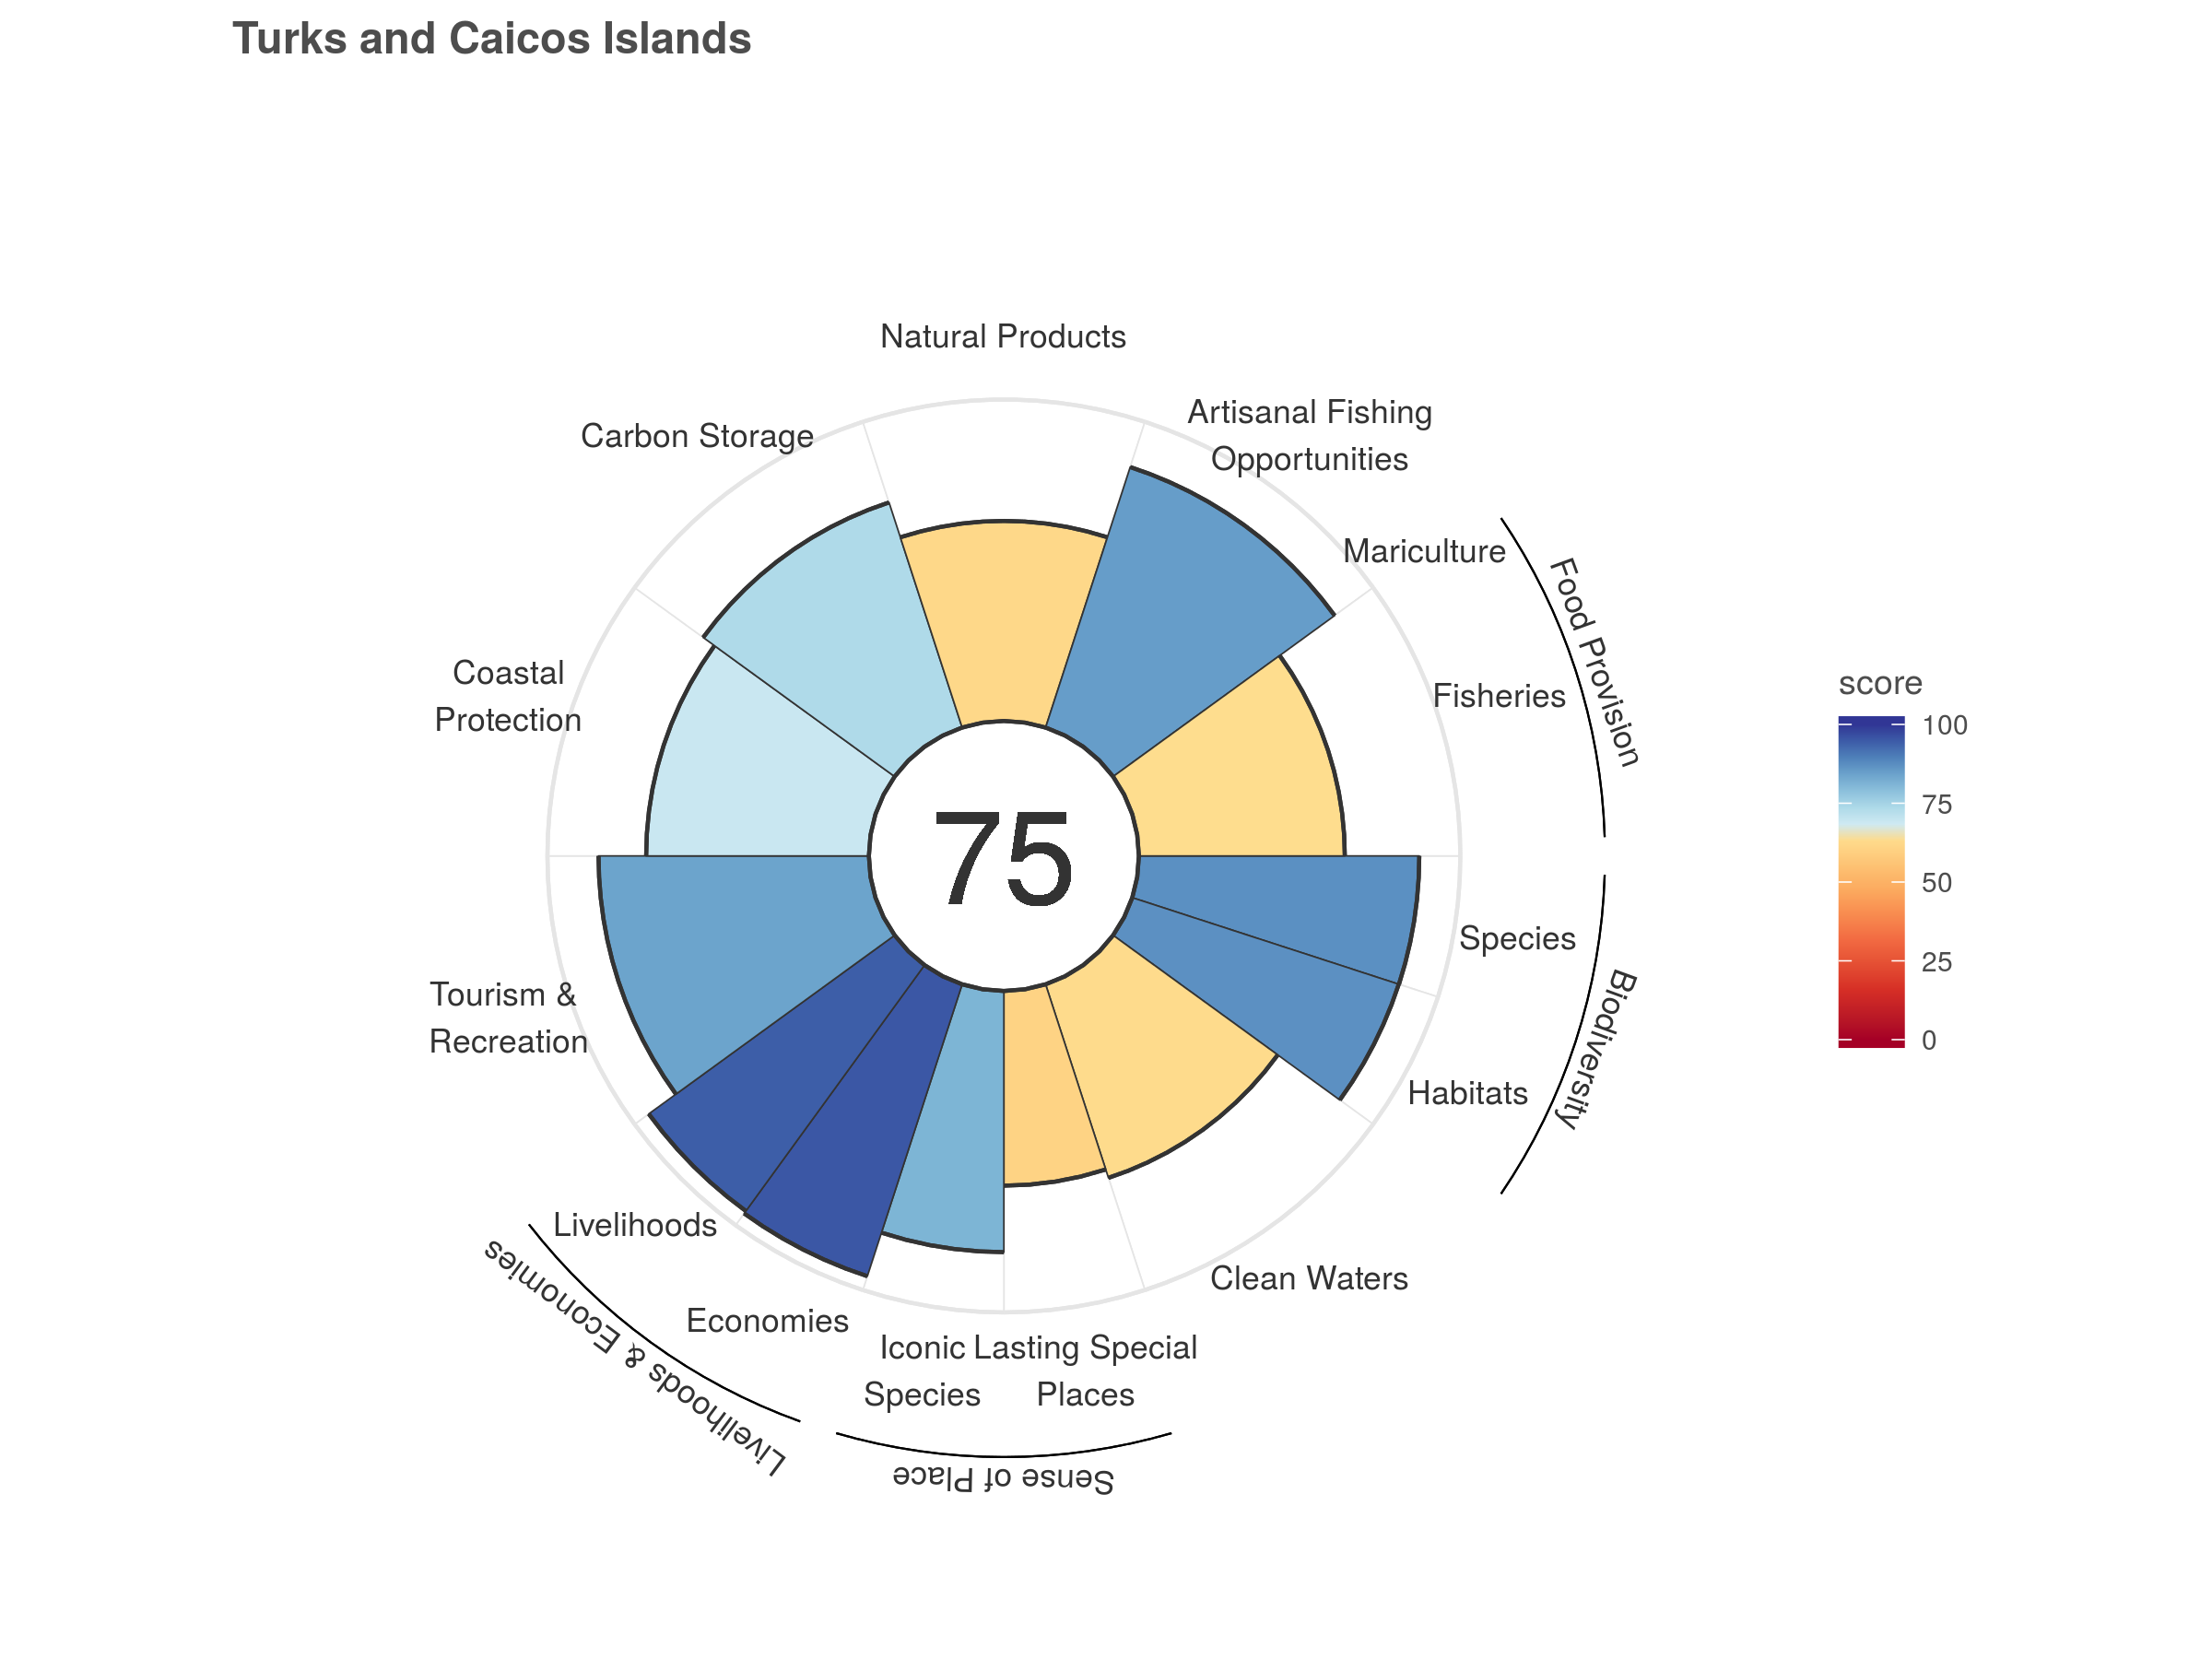 Turks and Caicos Islands
Natural Products
Artisanal Fishing
Opportunities
Carbon Storage
Mariculture
Food Provision
Fisheries
Coastal
Protection
score
100
75
50
25
0
75
Species
Biodiversity
Habitats
Tourism &
Recreation
Livelihoods
Livelihoods & Economies
Economies
Clean Waters
Iconic
Species
Lasting Special
Places
Sense of Place